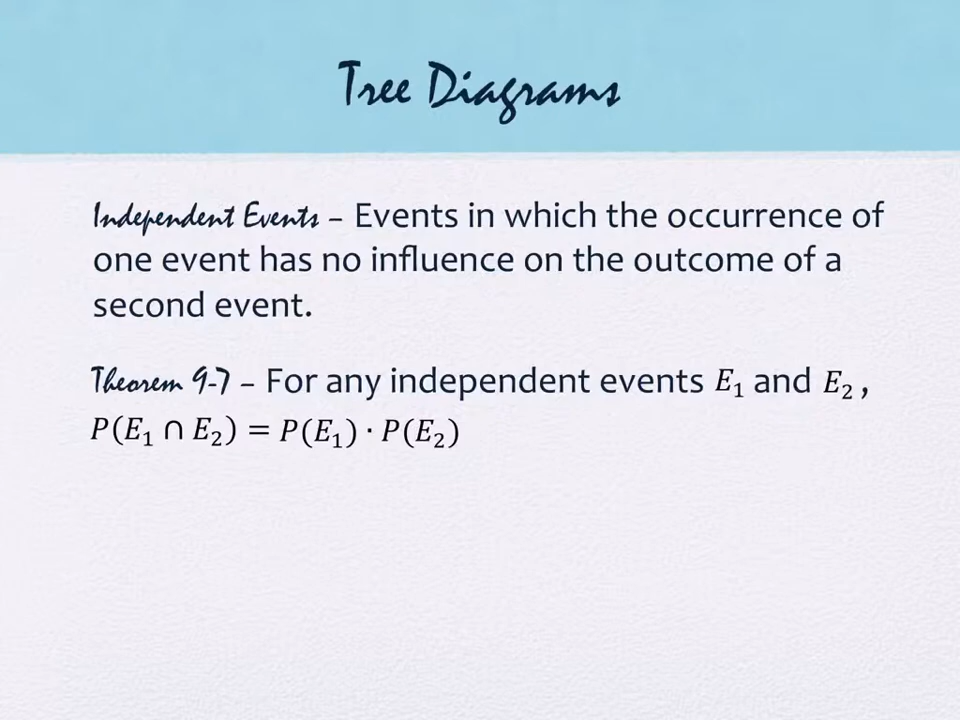 Tree Diagrams
Independent Events – Events in which the occurrence of
one event has no influence on the outcome of a
second event.
Theorem 9-7 – For any independent events E₁ and E₂ ,
P(E₁ ∩ E₂) = P(E₁) · P(E₂)